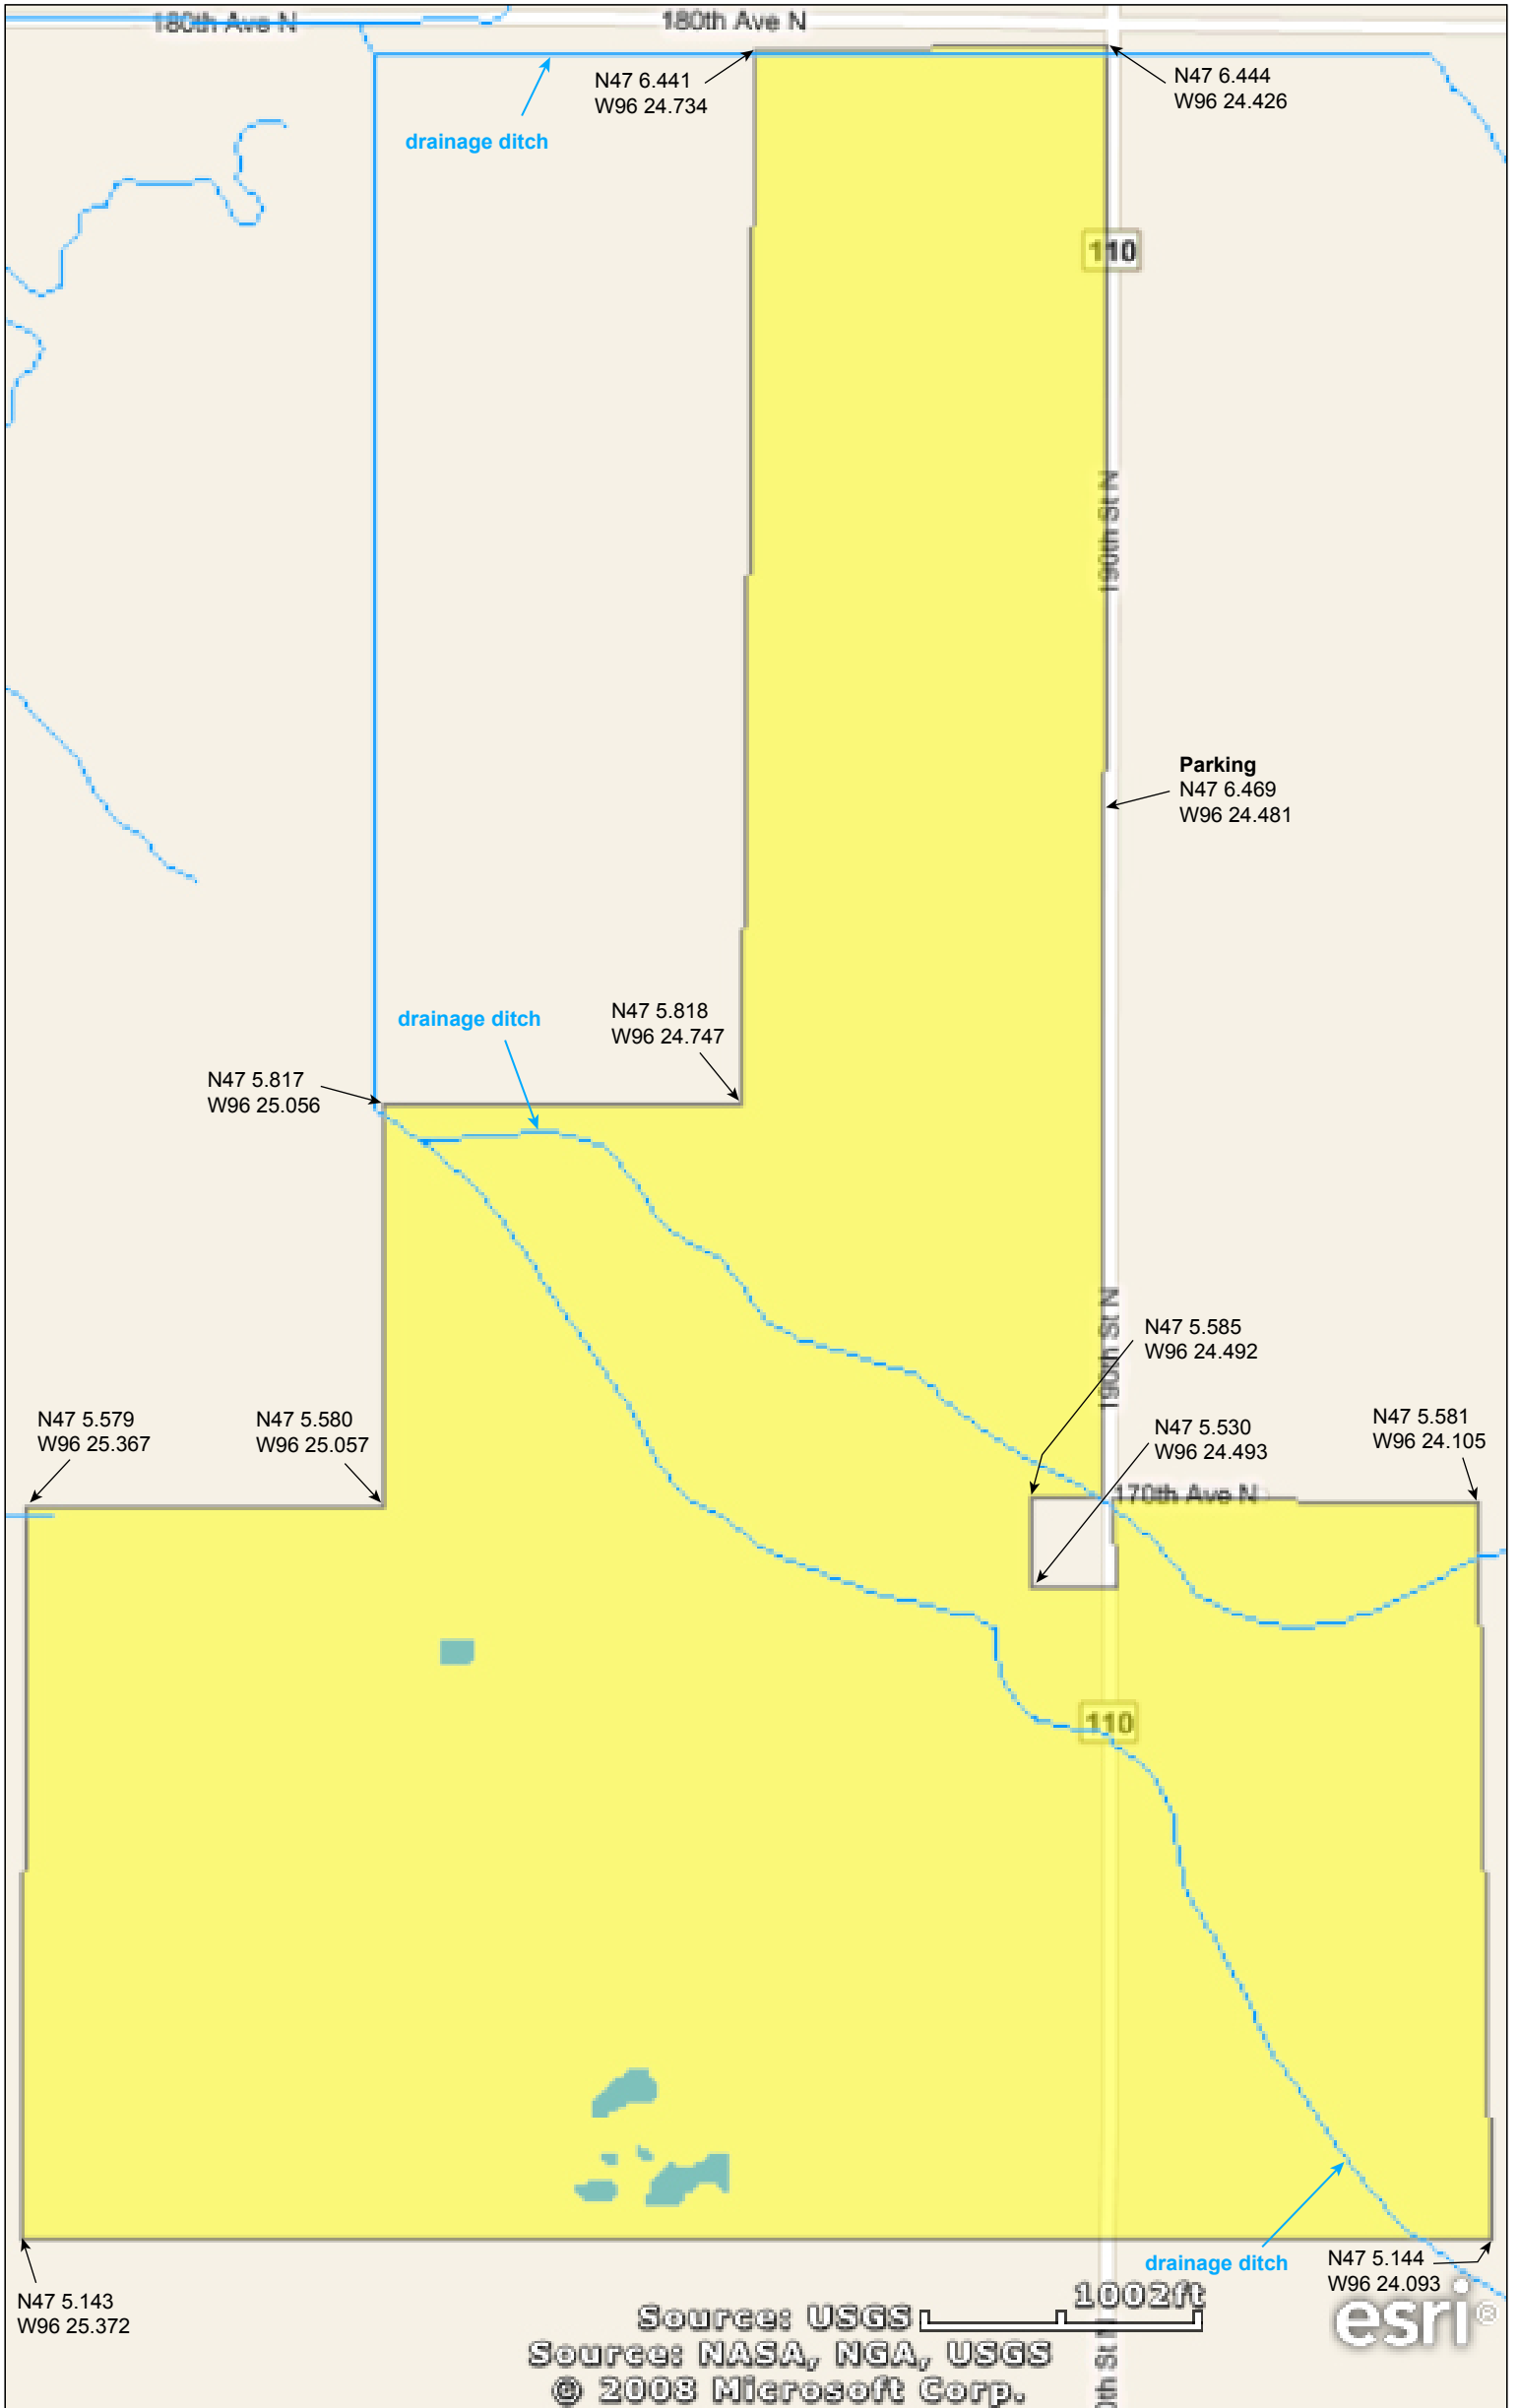 180th Ave N
180th Ave N
N47 6.441
W96 24.734
N47 6.444
W96 24.426
drainage ditch
110
190th St N
Parking
N47 6.469
W96 24.481
N47 5.818
W96 24.747
drainage ditch
N47 5.817
W96 25.056
190th St N
N47 5.585
W96 24.492
N47 5.579
W96 25.367
N47 5.580
W96 25.057
N47 5.530
W96 24.493
N47 5.581
W96 24.105
170th Ave N
110
drainage ditch
N47 5.144
W96 24.093
N47 5.143
W96 25.372
1002ft
Source: USGS
Source: NASA, NGA, USGS
© 2008 Microsoft Corp.
0th St N
esri®